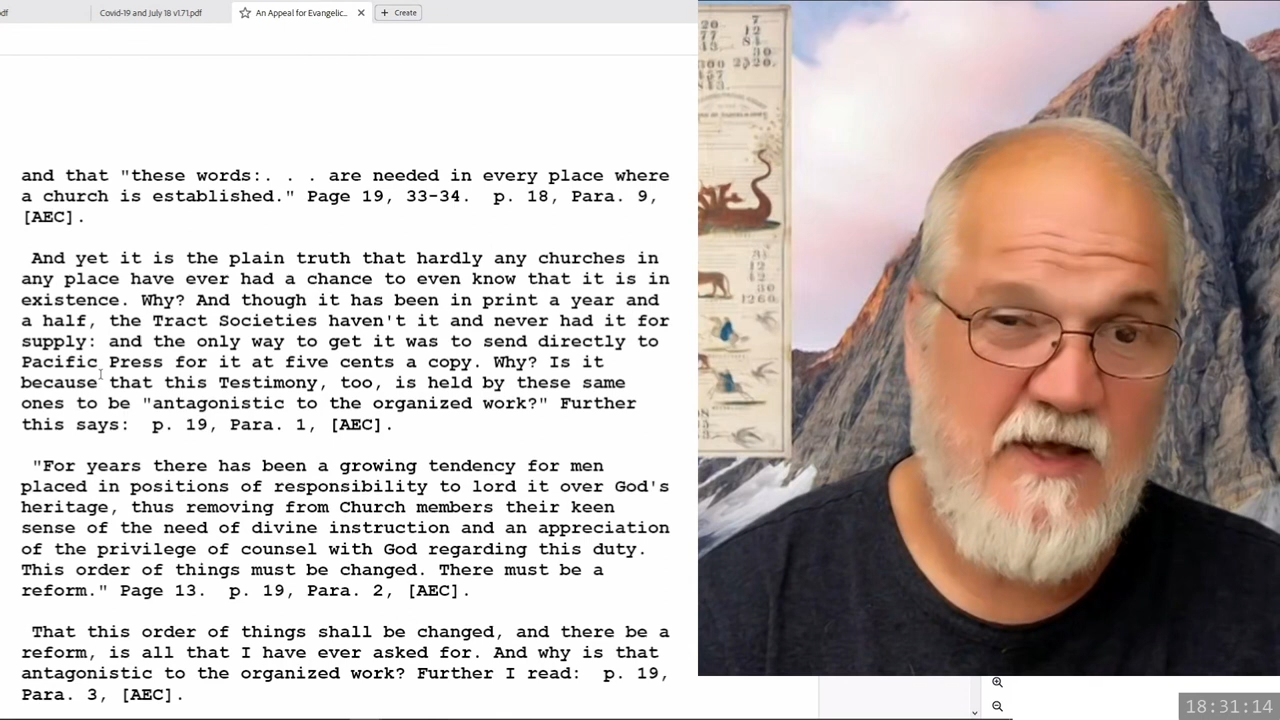 df
Covid-19 and July 18 v1.71.pdf
An Appeal for Evangelic...
Create
and that "these words:. . . are needed in every place where
a church is established." Page 19, 33-34.  p. 18, Para. 9,
[AEC].
And yet it is the plain truth that hardly any churches in
any place have ever had a chance to even know that it is in
existence. Why? And though it has been in print a year and
a half, the Tract Societies haven't it and never had it for
supply: and the only way to get it was to send directly to
Pacific Press for it at five cents a copy. Why? Is it
because that this Testimony, too, is held by these same
ones to be "antagonistic to the organized work?" Further
this says:  p. 19, Para. 1, [AEC].
"For years there has been a growing tendency for men
placed in positions of responsibility to lord it over God's
heritage, thus removing from Church members their keen
sense of the need of divine instruction and an appreciation
of the privilege of counsel with God regarding this duty.
This order of things must be changed. There must be a
reform." Page 13.  p. 19, Para. 2, [AEC].
That this order of things shall be changed, and there be a
reform, is all that I have ever asked for. And why is that
antagonistic to the organized work? Further I read:  p. 19,
Para. 3, [AEC].
7
12
30
2520
12
30
1260
18:31:14